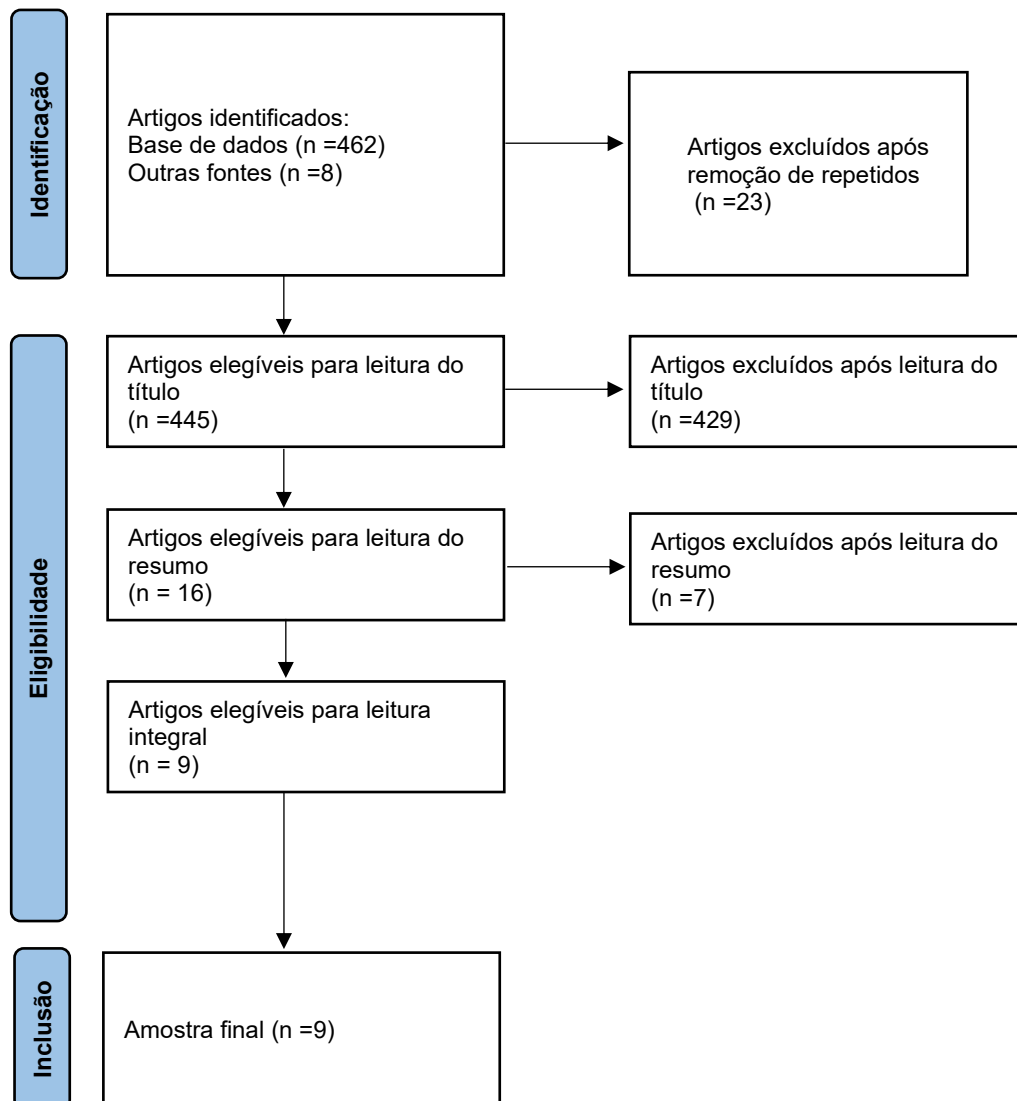 Identificação
Artigos identificados:
Base de dados (n =462)
Outras fontes (n =8)
Artigos excluídos após
remoção de repetidos
(n =23)
Eligibilidade
Artigos elegíveis para leitura do
título
(n =445)
Artigos excluídos após leitura do
título
(n =429)
Artigos elegíveis para leitura do
resumo
(n = 16)
Artigos excluídos após leitura do
resumo
(n =7)
Artigos elegíveis para leitura
integral
(n = 9)
Inclusão
Amostra final (n =9)